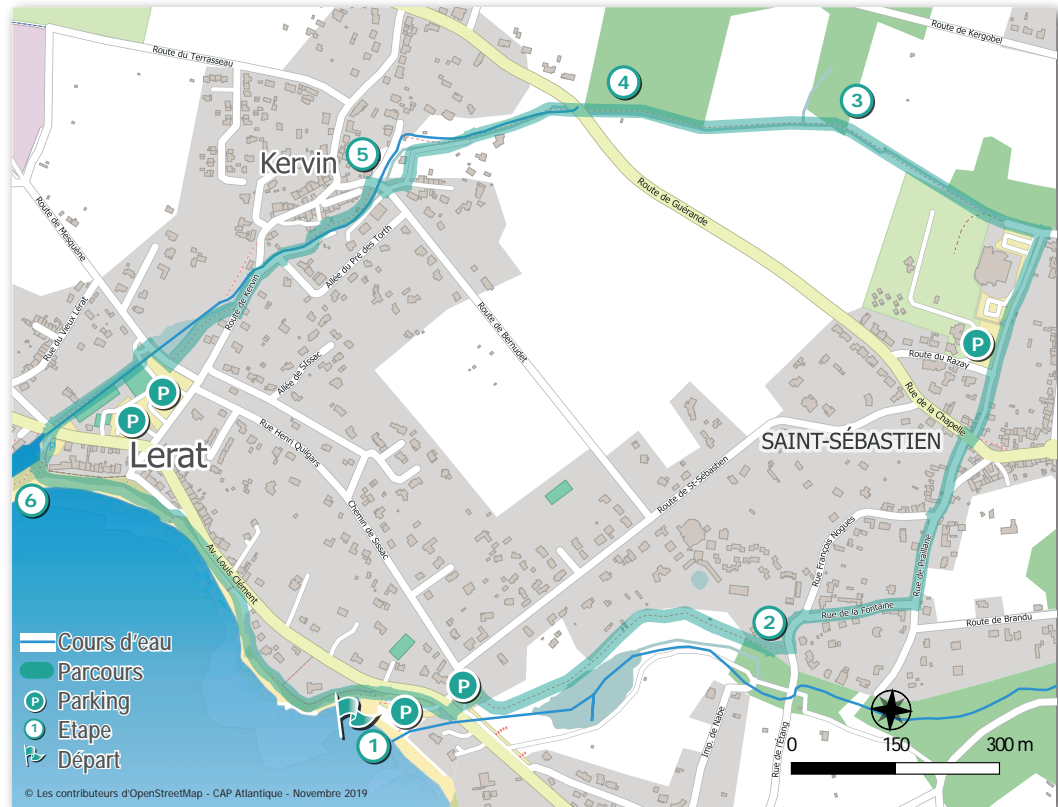 Route de Kergobel
Route du Terrasseau
4
3
5
Kervin
Route de Guérande
Route de Mesquène
Allée du Pré des Torth
Route de Kervin
Rue du Vieux Lérat
Route de Bernudet
P
Route du Razay
Allée de Sissac
P
P
Rue de la Chapelle
Rue Henri Quilgars
SAINT-SÉBASTIEN
Lerat
P
Route de St-Sébastien
6
Chemin de Sissac
Rue François Nogues
Rue de Praillane
Av. Louis Clément
Rue de la Fontaine
2
Route de Brandu
Cours d'eau
Parcours
P Parking
1 Etape
Départ
P
P
1
Imp. de Nabe
Rue de l'Étang
0 150 300 m
© Les contributeurs d'OpenStreetMap - CAP Atlantique - Novembre 2019